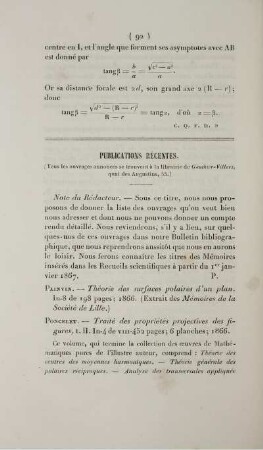 ( 92 )
centre en I, et l'angle que forment ses asymptotes avec AB
est donné par
tang β = b/a = √(c² − a²)/a.
Or sa distance focale est 2d, son grand axe 2(R − r);
donc
tang β = √(d² − (R − r)²)/(R − r) = tang α, d'où α = β.
C. Q. F. D.
PUBLICATIONS RÉCENTES.
(Tous les ouvrages annoncés se trouvent à la librairie de Gauthier-Villars,
quai des Augustins, 55.)
Note du Rédacteur. — Sous ce titre, nous nous pro-
posons de donner la liste des ouvrages qu'on veut bien
nous adresser et dont nous ne pouvons donner un compte
rendu détaillé. Nous reviendrons, s'il y a lieu, sur quel-
ques-uns de ces ouvrages dans notre Bulletin bibliogra-
phique, que nous reprendrons aussitôt que nous en aurons
le loisir. Nous ferons connaître les titres des Mémoires
insérés dans les Recueils scientifiques à partir du 1er jan-
vier 1867. P.
Painvin. — Théorie des surfaces polaires d'un plan.
In-8 de 198 pages; 1866. (Extrait des Mémoires de la
Société de Lille.)
Poncelet. — Traité des propriétés projectives des fi-
gures, t. II. In-4 de VIII-452 pages; 6 planches; 1866.
Ce volume, qui termine la collection des œuvres de Mathé-
matiques pures de l'illustre auteur, comprend : Théorie des
centres des moyennes harmoniques. — Théorie générale des
polaires réciproques. — Analyse des transversales appliquée